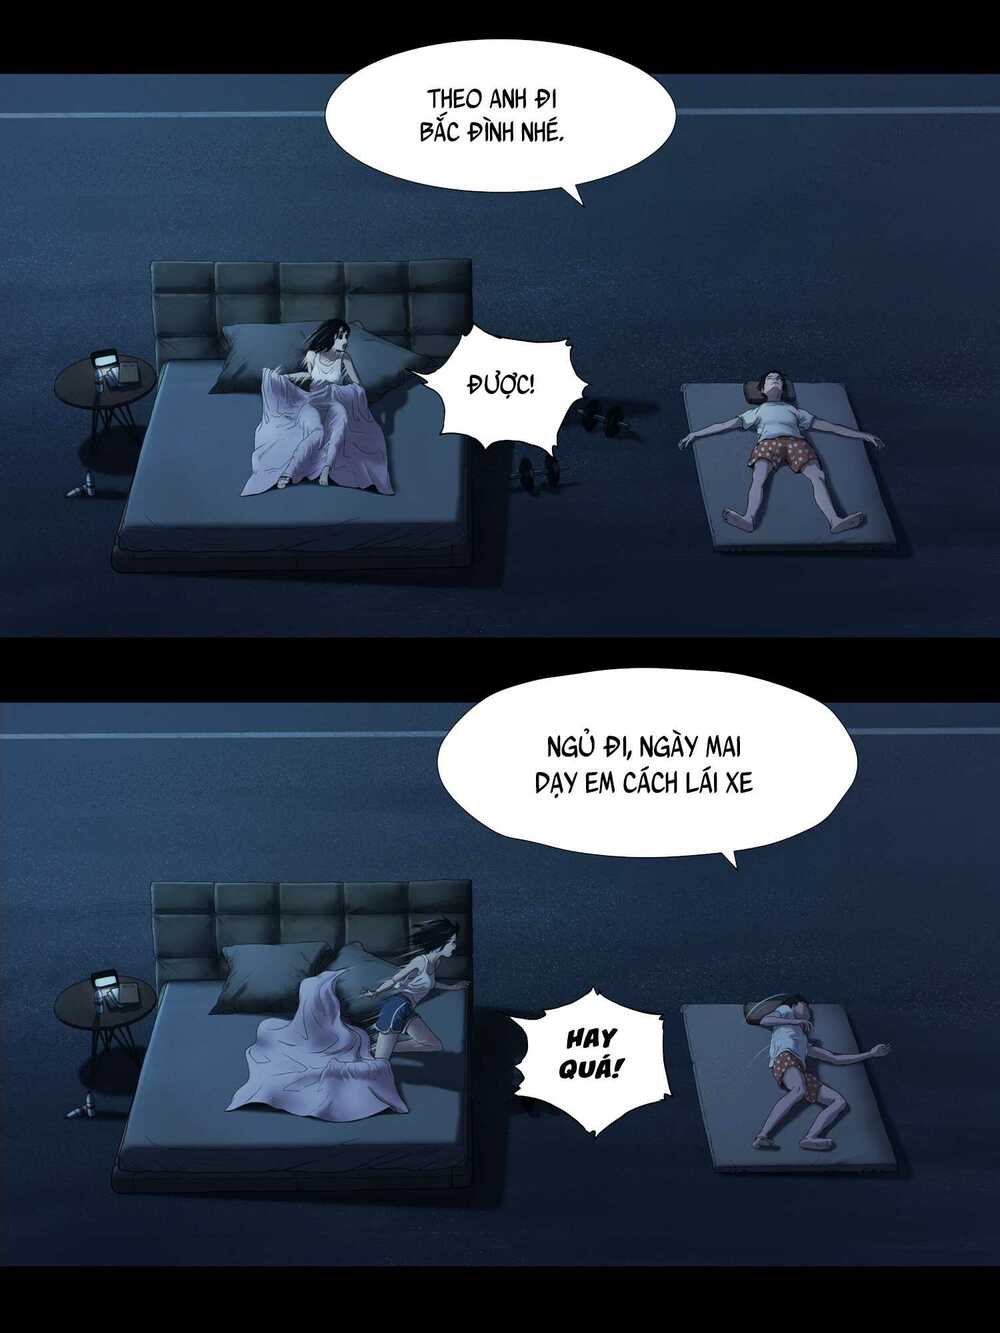 THEO ANH ĐI
BẮC ĐÌNH NHÉ.
ĐƯỢC!
NGỦ ĐI, NGÀY MAI
DẠY EM CÁCH LÁI XE
HAY
QUÁ!